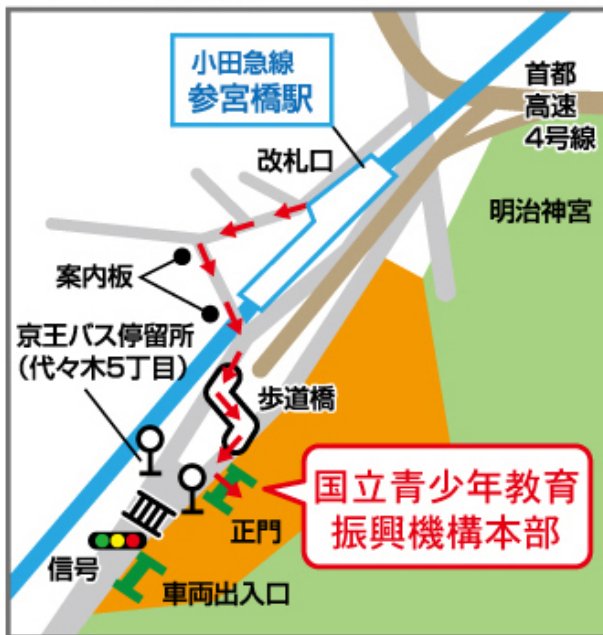 小田急線
参宮橋駅
首都
高速
4号線
改札口
明治神宮
案内板
京王バス停留所
(代々木5丁目)
歩道橋
国立青少年教育
振興機構本部
正門
信号
車両出入口